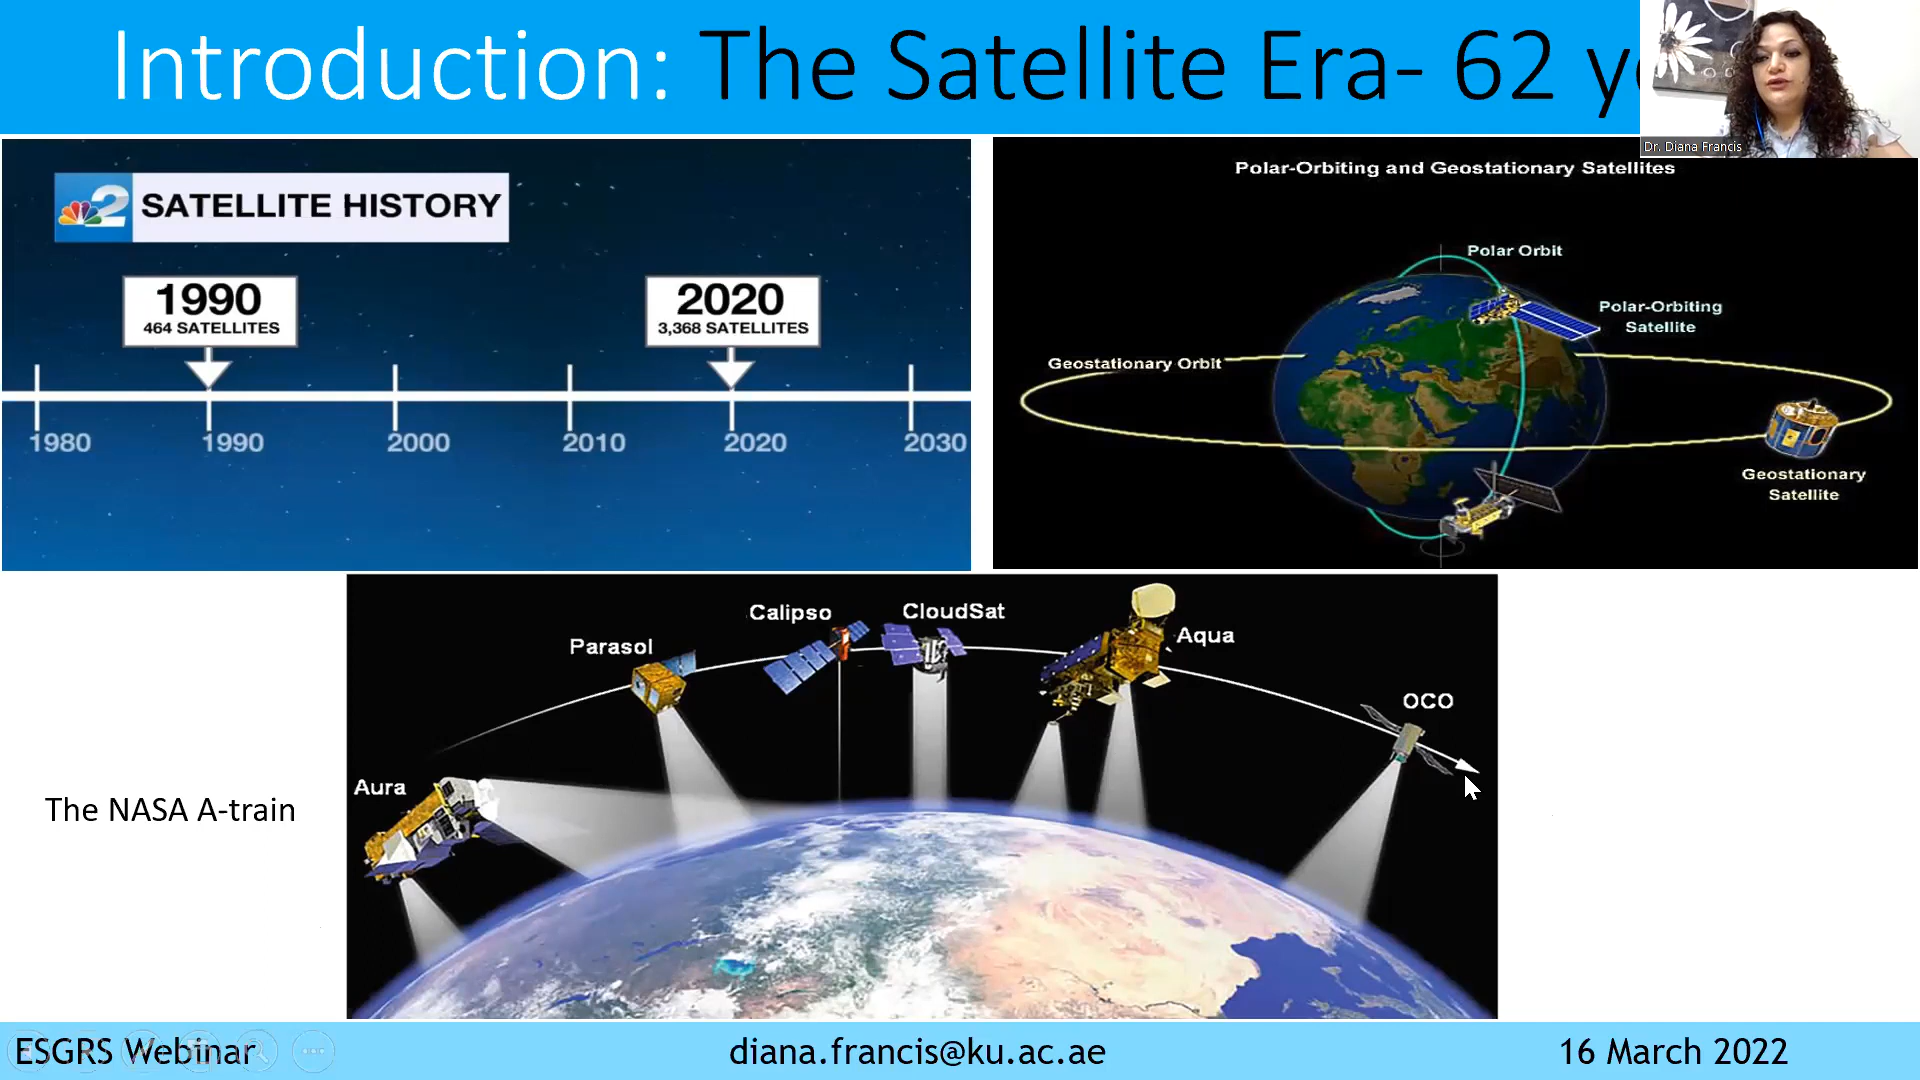 Introduction: The Satellite Era- 62
Dr. Diana Francis
2 SATELLITE HISTORY
1990
464 SATELLITES
2020
3,368 SATELLITES
1980
1990
2000
2010
2020
2030
Polar-Orbiting and Geostationary Satellites
Polar Orbit
Polar-Orbiting
Satellite
Geostationary Orbit
Geostationary
Satellite
The NASA A-train
Aura
Parasol
Calipso
CloudSat
Aqua
OCO
ESGRS Webinar
diana.francis@ku.ac.ae
16 March 2022